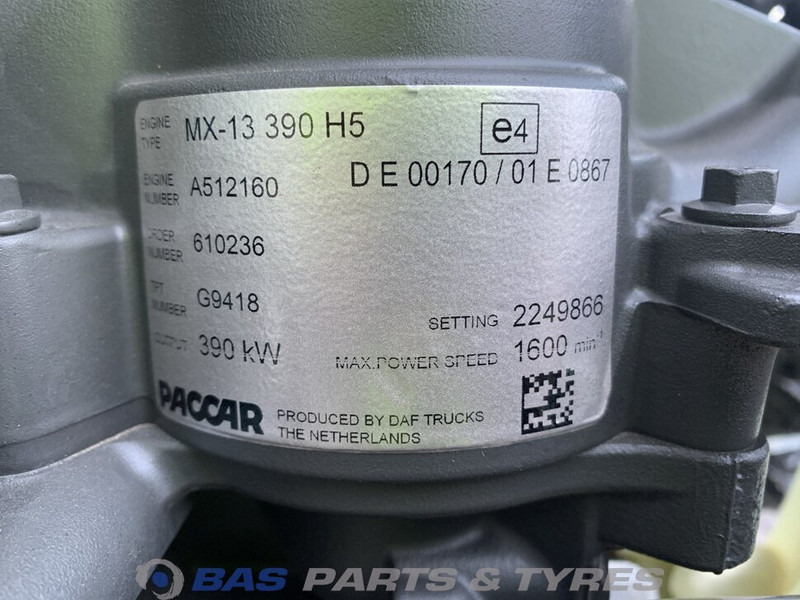 ENGINE TYPE MX-13 390 H5 e4
ENGINE NUMBER A512160 D E 00170 / 01 E 0867
ORDER NUMBER 610236
TPT NUMBER G9418
SETTING 2249866
OUTPUT 390 kW MAX.POWER SPEED 1600 min-1
PACCAR
PRODUCED BY DAF TRUCKS
THE NETHERLANDS
BAS PARTS & TYRES